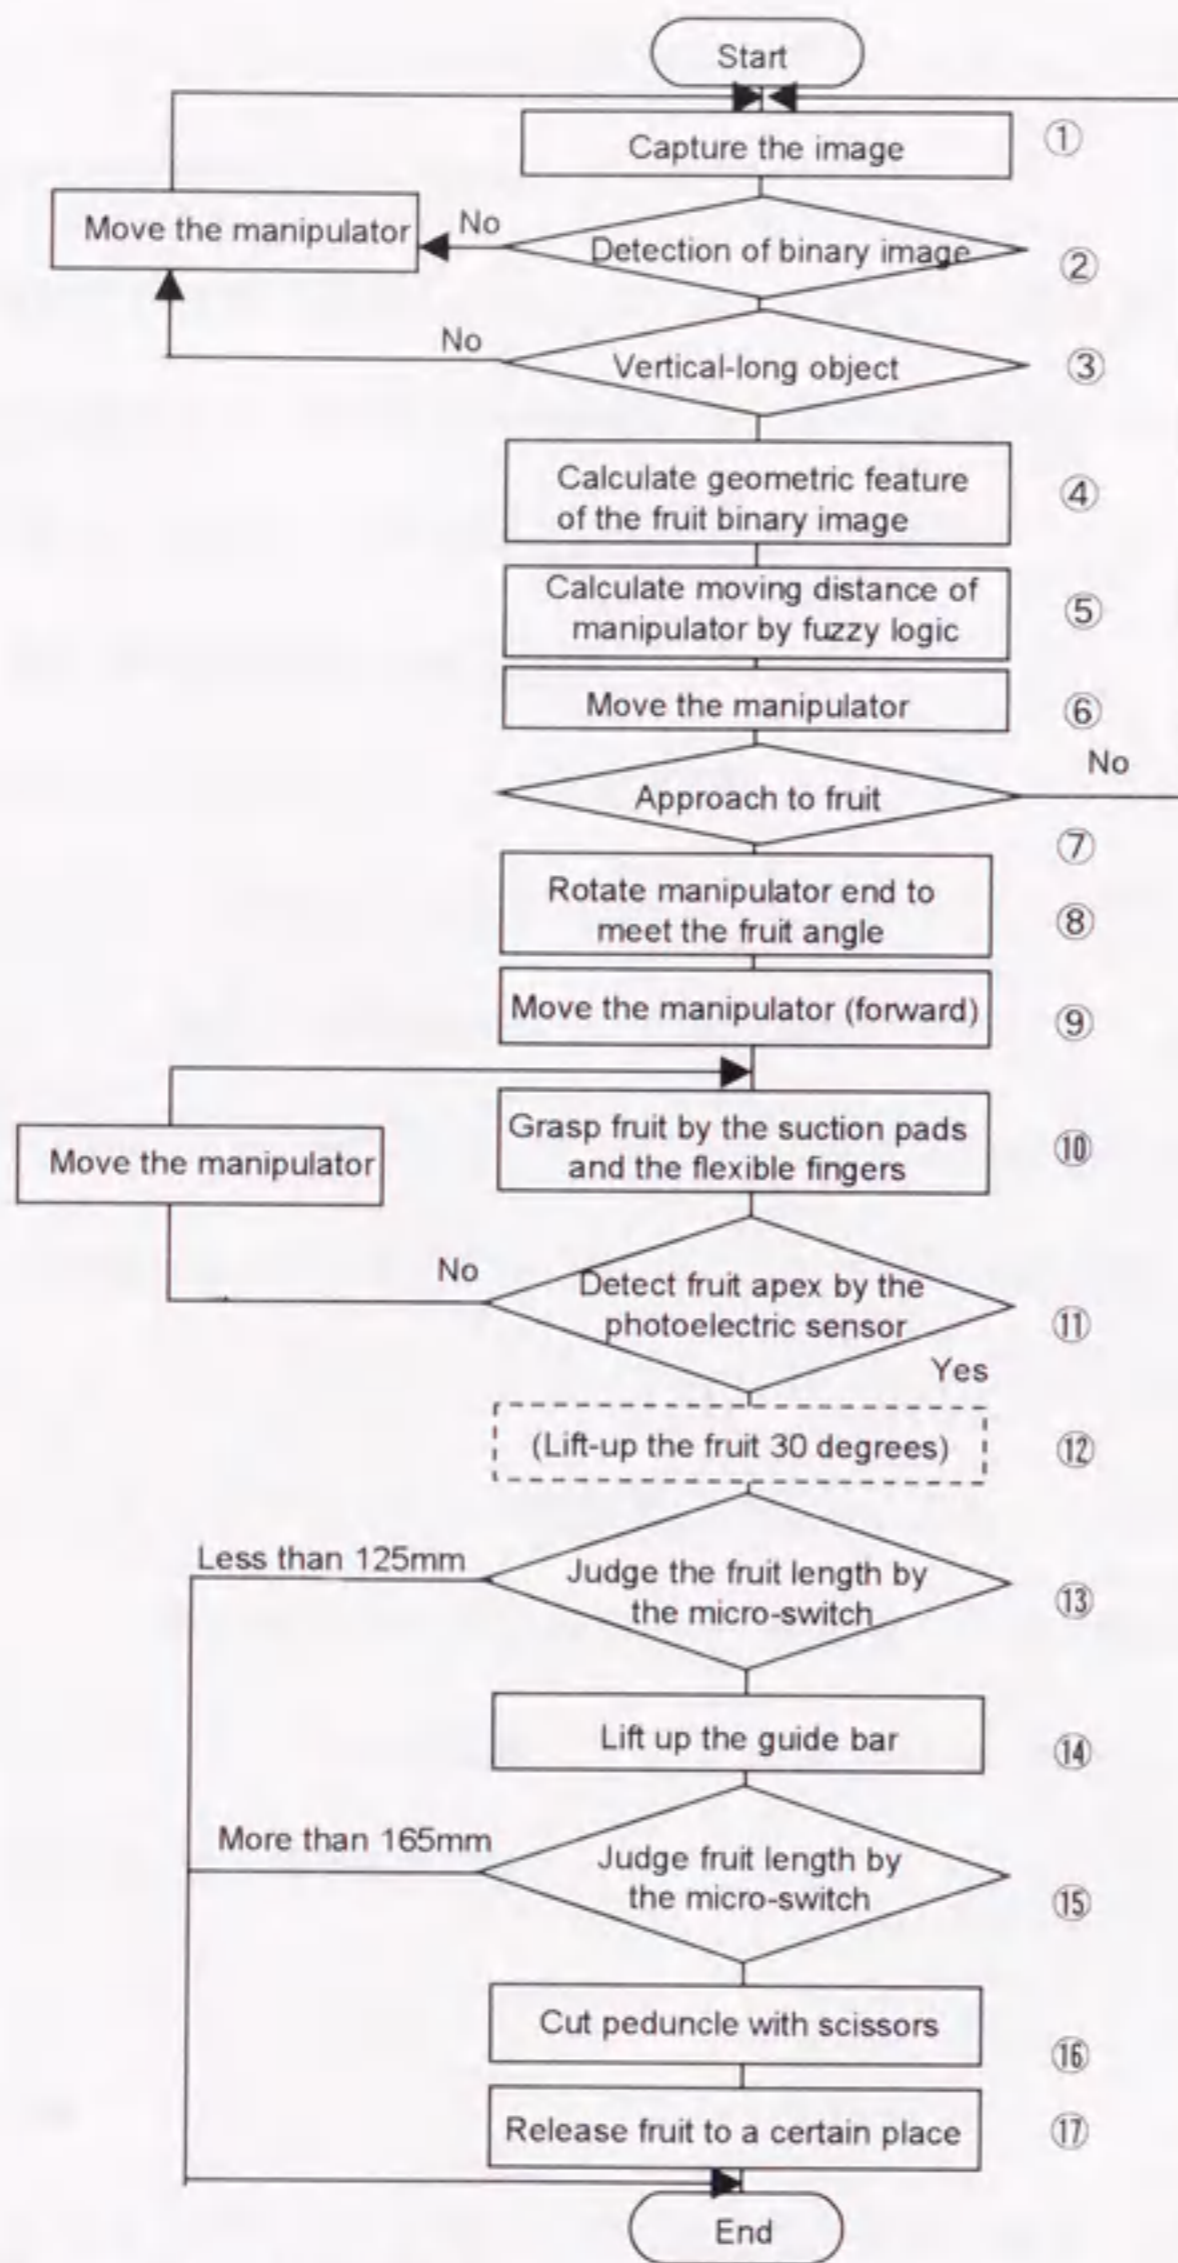 Start
Capture the image
①
Move the manipulator
No
Detection of binary image
②
No
Vertical-long object
③
Calculate geometric feature
of the fruit binary image
④
Calculate moving distance of
manipulator by fuzzy logic
⑤
Move the manipulator
⑥
No
Approach to fruit
⑦
Rotate manipulator end to
meet the fruit angle
⑧
Move the manipulator (forward)
⑨
Grasp fruit by the suction pads
and the flexible fingers
⑩
Move the manipulator
No
Detect fruit apex by the
photoelectric sensor
⑪
Yes
(Lift-up the fruit 30 degrees)
⑫
Less than 125mm
Judge the fruit length by
the micro-switch
⑬
Lift up the guide bar
⑭
More than 165mm
Judge fruit length by
the micro-switch
⑮
Cut peduncle with scissors
⑯
Release fruit to a certain place
⑰
End